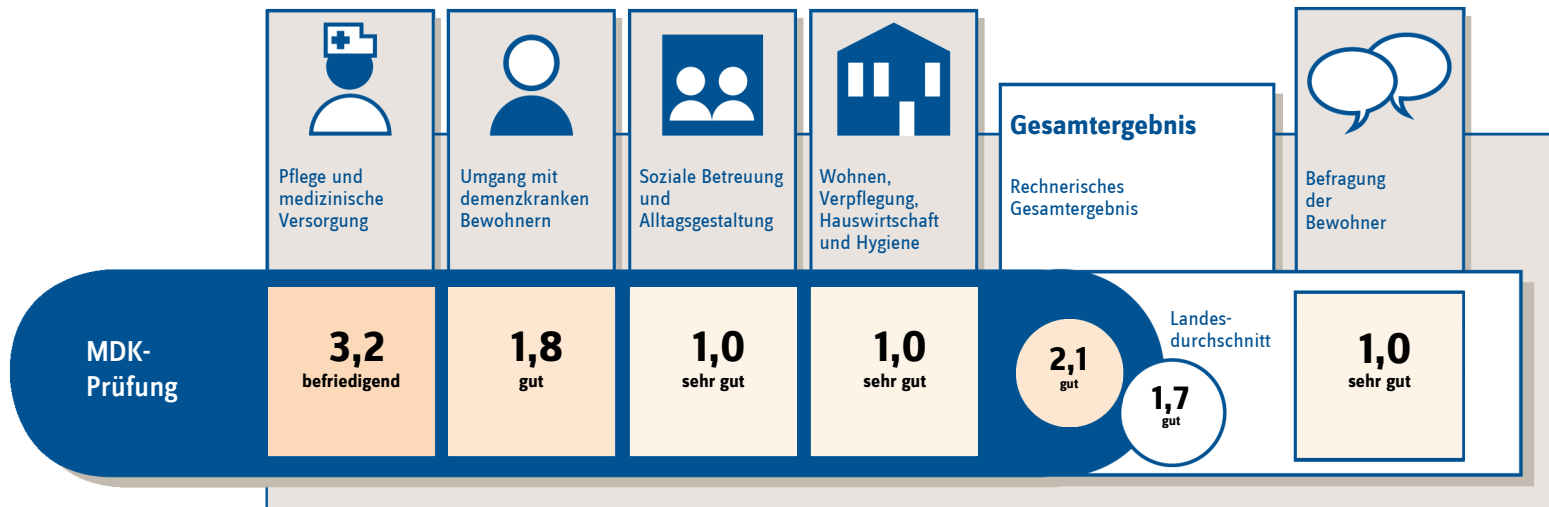 Pflege und
medizinische
Versorgung
Umgang mit
demenzkranken
Bewohnern
Soziale Betreuung
und
Alltagsgestaltung
Wohnen,
Verpflegung,
Hauswirtschaft
und Hygiene
Gesamtergebnis
Rechnerisches
Gesamtergebnis
Befragung
der
Bewohner
MDK-
Prüfung
3,2
befriedigend
1,8
gut
1,0
sehr gut
1,0
sehr gut
2,1
gut
Landes-
durchschnitt
1,7
gut
1,0
sehr gut